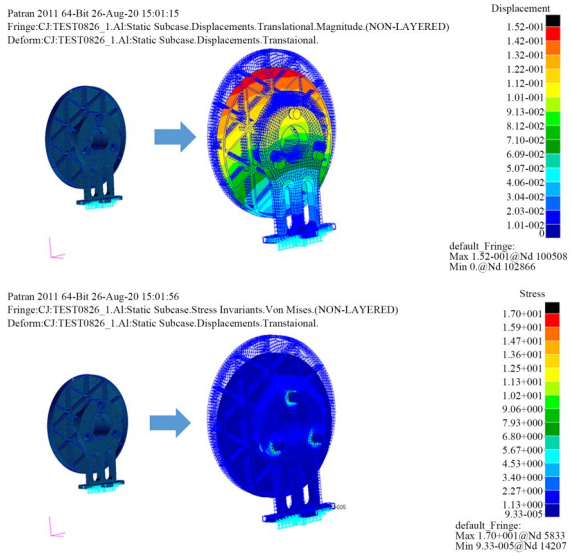 Patran 2011 64-Bit 26-Aug-20 15:01:15
Fringe:CJ:TEST0826_1.Al:Static Subcase.Displacements.Translational.Magnitude.(NON-LAYERED)
Deform:CJ:TEST0826_1.Al:Static Subcase.Displacements.Transtaional.
Displacement
1.52-001
1.42-001
1.32-001
1.22-001
1.12-001
1.01-001
9.13-002
8.12-002
7.10-002
6.09-002
5.07-002
4.06-002
3.04-002
2.03-002
1.01-002
0
default_Fringe:
Max 1.52-001@Nd 100508
Min 0.@Nd 102866
Patran 2011 64-Bit 26-Aug-20 15:01:56
Fringe:CJ:TEST0826_1.Al:Static Subcase.Stress Invariants.Von Mises.(NON-LAYERED)
Deform:CJ:TEST0826_1.Al:Static Subcase.Displacements.Transtaional.
Stress
1.70+001
1.59+001
1.47+001
1.36+001
1.25+001
1.13+001
1.02+001
9.06+000
7.93+000
6.80+000
5.67+000
4.53+000
3.40+000
2.27+000
1.13+000
9.33-005
default_Fringe:
Max 1.70+001@Nd 5833
Min 9.33-005@Nd 14207